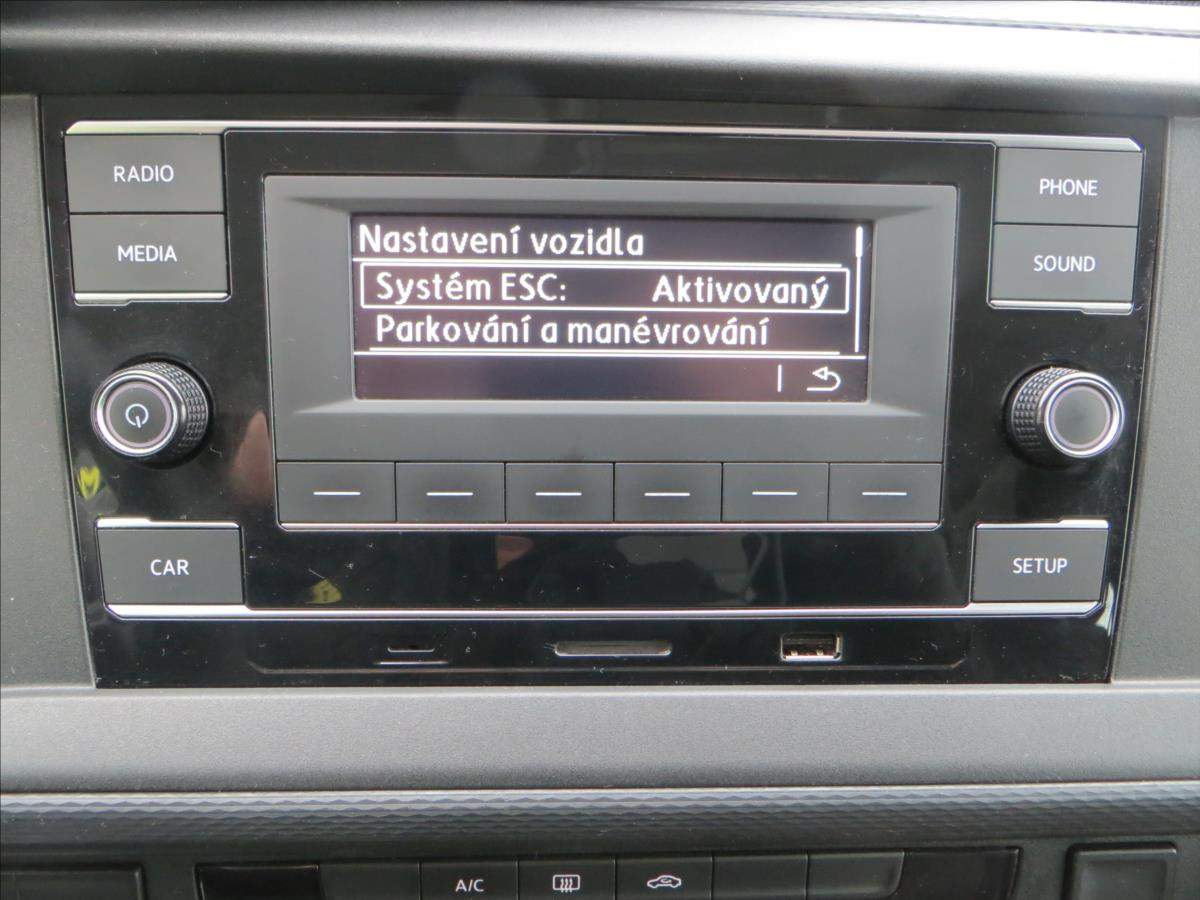 RADIO
PHONE
MEDIA
SOUND
Nastavení vozidla
Systém ESC: Aktivovaný
Parkování a manévrování
CAR
SETUP
A/C